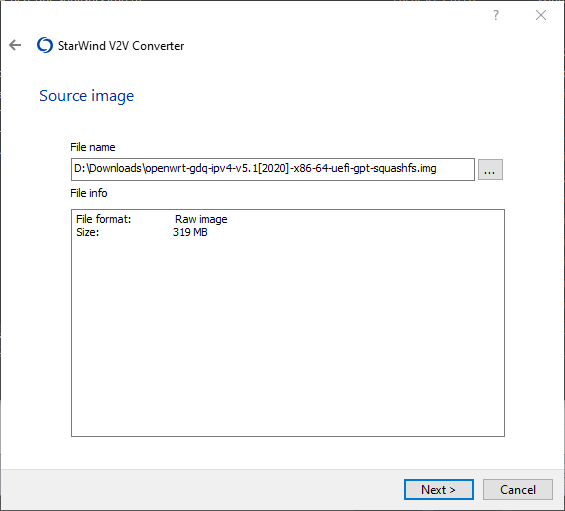 ?
StarWind V2V Converter
Source image
File name
D:\Downloads\openwrt-gdq-ipv4-v5.1[2020]-x86-64-uefi-gpt-squashfs.img
...
File info
File format: Raw image
Size: 319 MB
Next >
Cancel